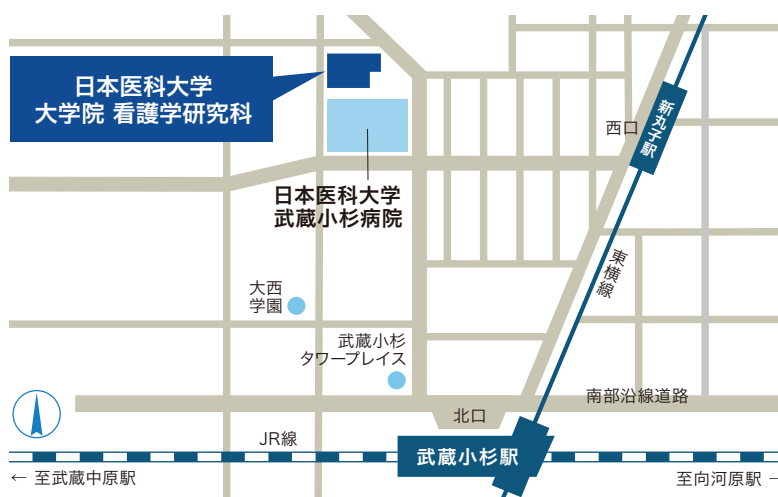 日本医科大学
大学院 看護学研究科
新丸子駅
西口
日本医科大学
武蔵小杉病院
東横線
大西
学園
武蔵小杉
タワープレイス
南部沿線道路
北口
JR線
武蔵小杉駅
← 至武蔵中原駅
至向河原駅 →